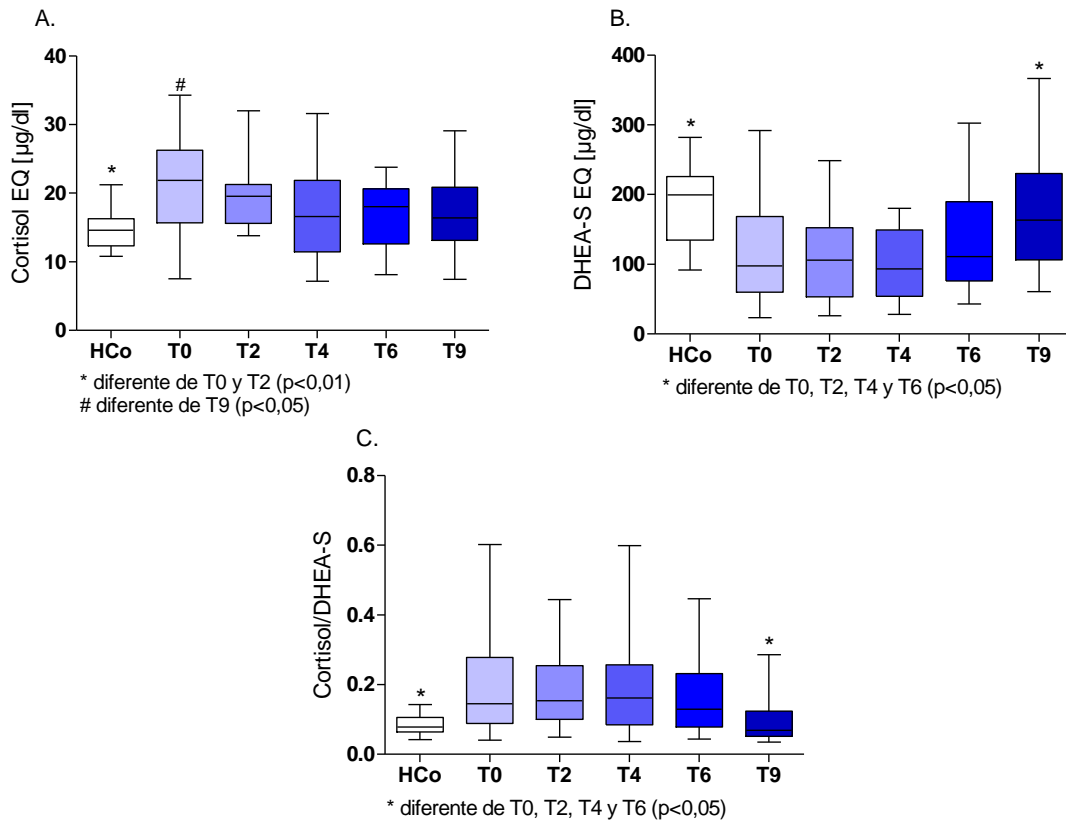 A.
Cortisol EQ [µg/dl]
40
30
20
10
0
*
#
HCo T0 T2 T4 T6 T9
* diferente de T0 y T2 (p<0,01)
# diferente de T9 (p<0,05)
B.
DHEA-S EQ [µg/dl]
400
300
200
100
0
*
*
HCo T0 T2 T4 T6 T9
* diferente de T0, T2, T4 y T6 (p<0,05)
C.
Cortisol/DHEA-S
0.8
0.6
0.4
0.2
0.0
*
*
HCo T0 T2 T4 T6 T9
* diferente de T0, T2, T4 y T6 (p<0,05)